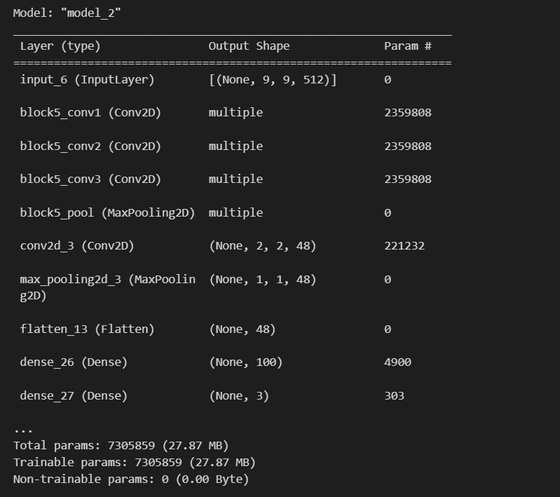 Model: "model_2"
Layer (type) Output Shape Param #
=================================================================
input_6 (InputLayer) [(None, 9, 9, 512)] 0
block5_conv1 (Conv2D) multiple 2359808
block5_conv2 (Conv2D) multiple 2359808
block5_conv3 (Conv2D) multiple 2359808
block5_pool (MaxPooling2D) multiple 0
conv2d_3 (Conv2D) (None, 2, 2, 48) 221232
max_pooling2d_3 (MaxPoolin (None, 1, 1, 48) 0
g2D)
flatten_13 (Flatten) (None, 48) 0
dense_26 (Dense) (None, 100) 4900
dense_27 (Dense) (None, 3) 303
...
Total params: 7305859 (27.87 MB)
Trainable params: 7305859 (27.87 MB)
Non-trainable params: 0 (0.00 Byte)